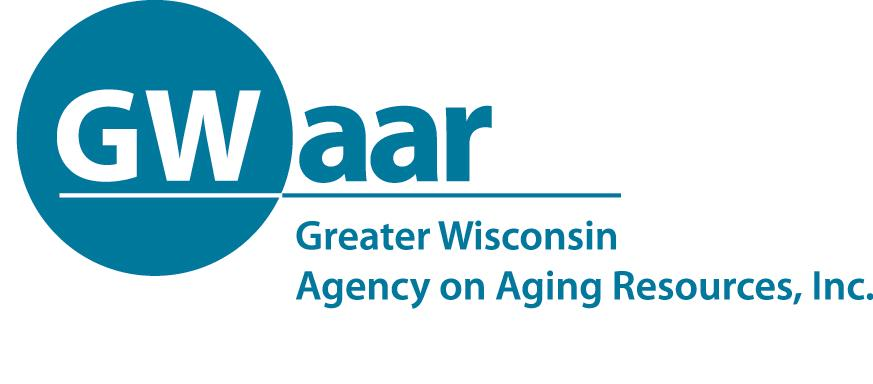 GWaar
Greater Wisconsin
Agency on Aging Resources, Inc.